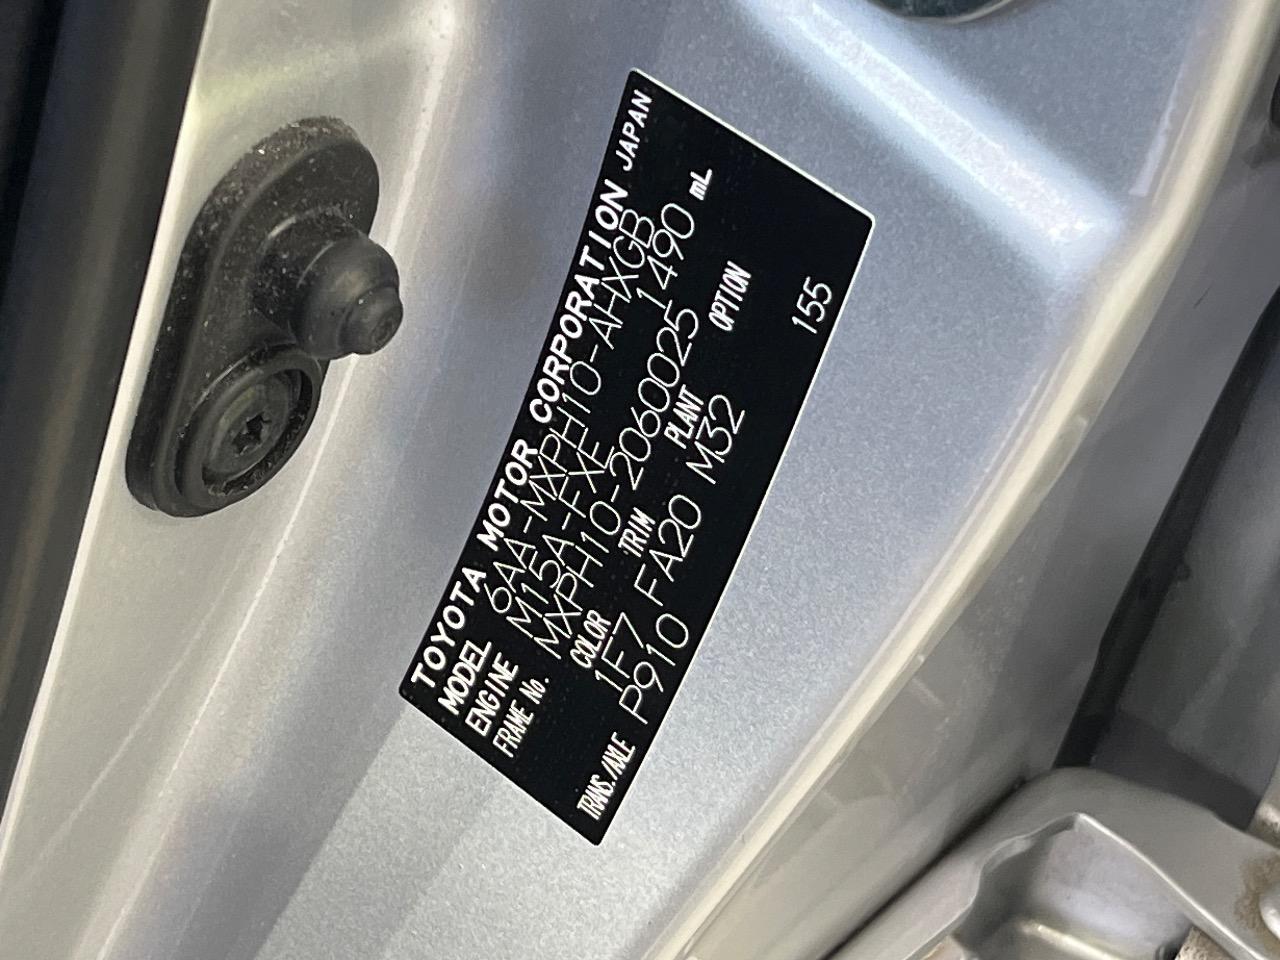 TOYOTA MOTOR CORPORATION JAPAN
MODEL 6AA-MXPH10-AHXGB
ENGINE M15A-FXE 1490 mL
FRAME No. MXPH10-2060025
COLOR TRIM PLANT OPTION
1F7 FA20 M32
TRANS./AXLE P910 155